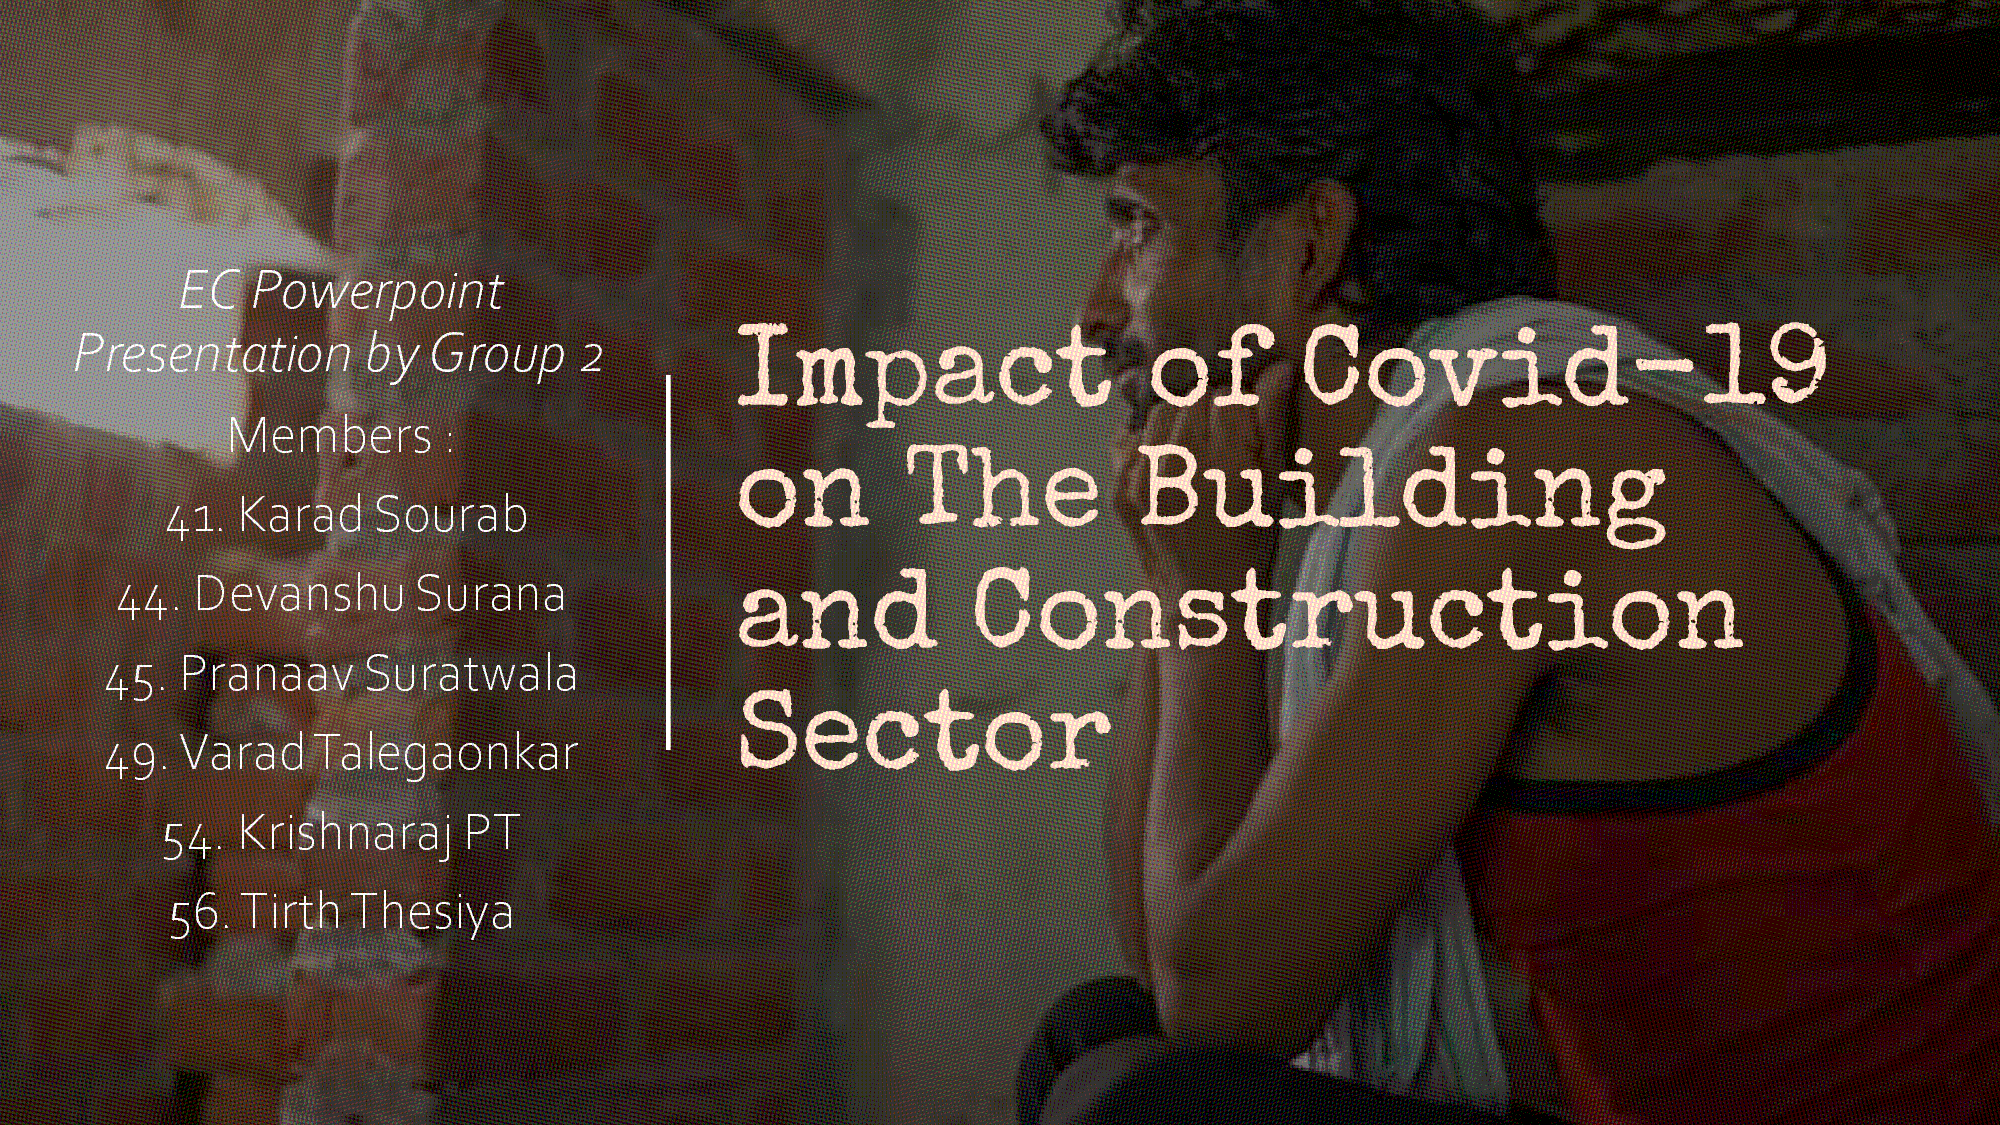 EC Powerpoint
Presentation by Group 2
Members :
41. Karad Sourab
44. Devanshu Surana
45. Pranaav Suratwala
49. Varad Talegaonkar
54. Krishnaraj PT
56. Tirth Thesiya
Impact of Covid-19
on The Building
and Construction
Sector